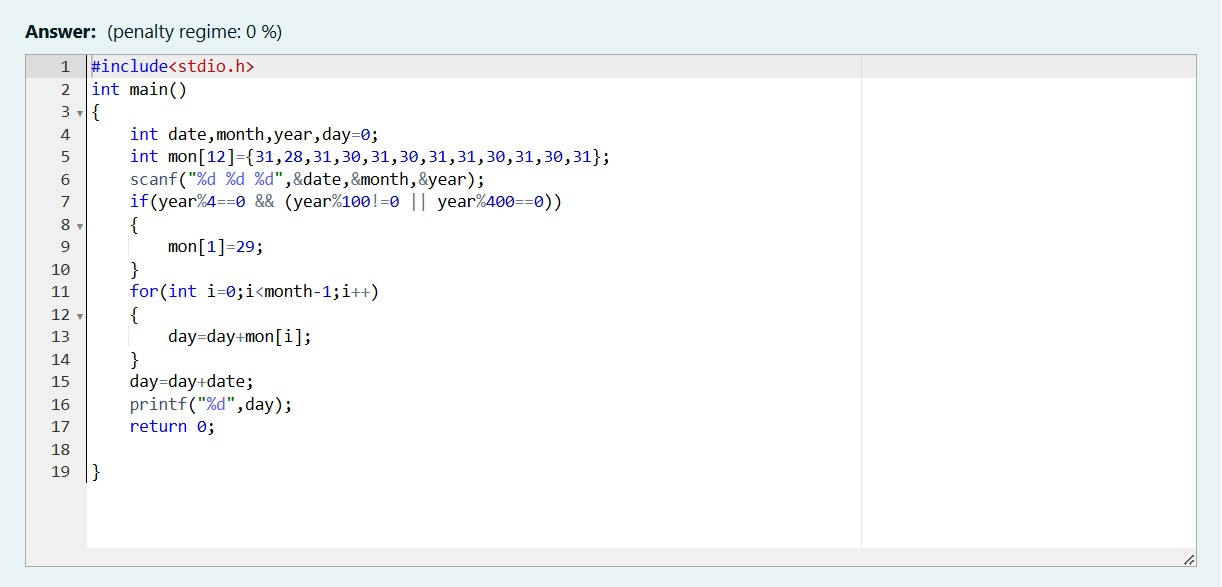 Answer: (penalty regime: 0 %)
1 #include<stdio.h>
2 int main()
3 {
4     int date,month,year,day=0;
5     int mon[12]={31,28,31,30,31,30,31,31,30,31,30,31};
6     scanf("%d %d %d",&date,&month,&year);
7     if(year%4==0 && (year%100!=0 || year%400==0))
8     {
9         mon[1]=29;
10     }
11     for(int i=0;i<month-1;i++)
12     {
13         day=day+mon[i];
14     }
15     day=day+date;
16     printf("%d",day);
17     return 0;
18
19 }